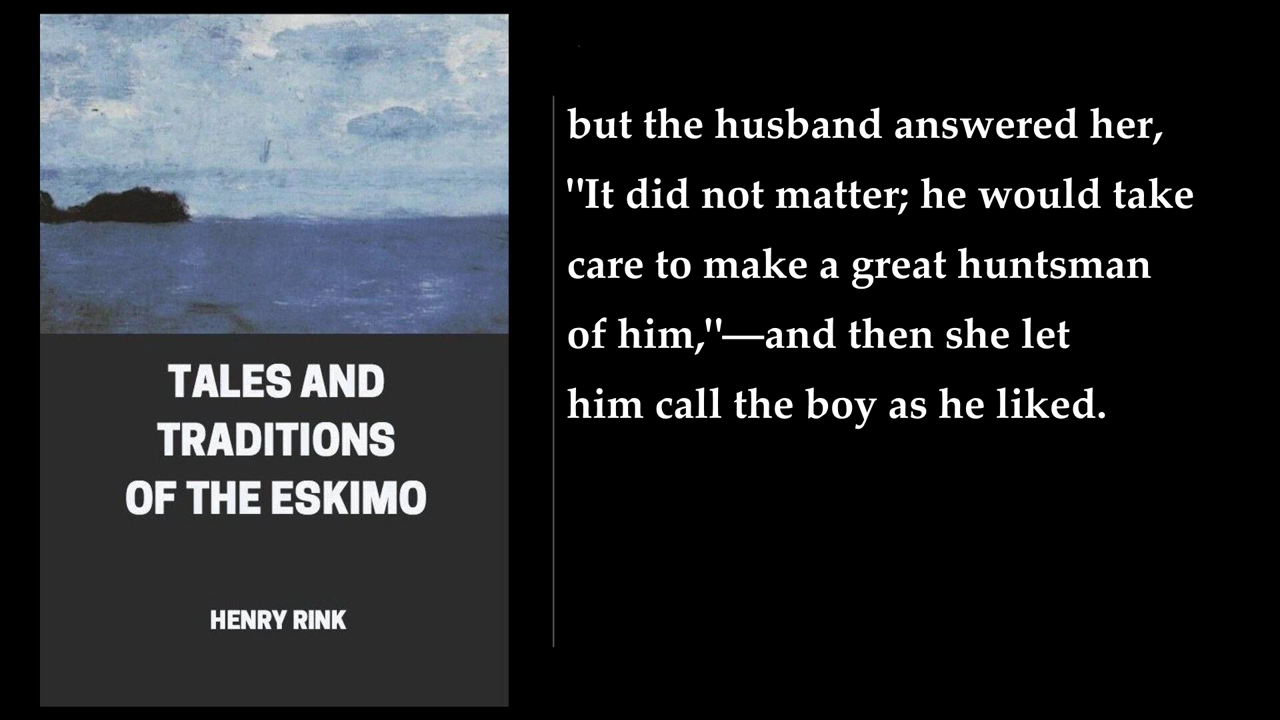 TALES AND
TRADITIONS
OF THE ESKIMO
HENRY RINK
but the husband answered her,
"It did not matter; he would take
care to make a great huntsman
of him,"—and then she let
him call the boy as he liked.